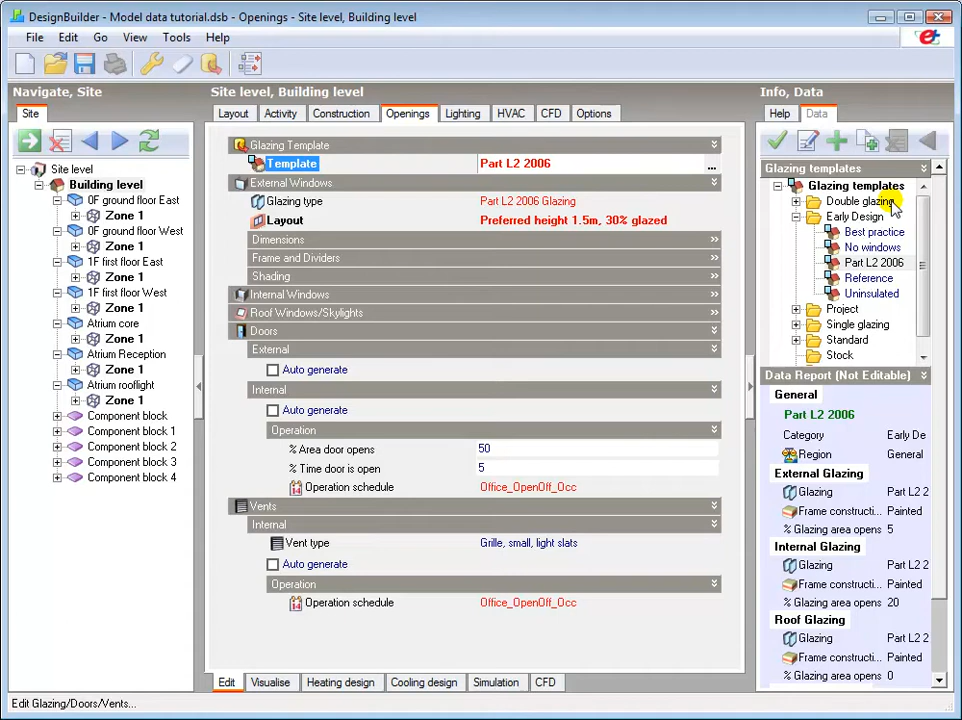 DesignBuilder - Model data tutorial.dsb - Openings - Site level, Building level
File Edit Go View Tools Help
Navigate, Site
Site level, Building level
Info, Data
Site
Layout Activity Construction Openings Lighting HVAC CFD Options
Help Data
Site level
Building level
0F ground floor East
Zone 1
0F ground floor West
Zone 1
1F first floor East
Zone 1
1F first floor West
Zone 1
Atrium core
Zone 1
Atrium Reception
Zone 1
Atrium rooflight
Zone 1
Component block
Component block 1
Component block 2
Component block 3
Component block 4
Glazing Template
Template Part L2 2006 ...
External Windows
Glazing type Part L2 2006 Glazing
Layout Preferred height 1.5m, 30% glazed
Dimensions
Frame and Dividers
Shading
Internal Windows
Roof Windows/Skylights
Doors
External
Auto generate
Internal
Auto generate
Operation
% Area door opens 50
% Time door is open 5
Operation schedule Office_OpenOff_Occ
Vents
Internal
Vent type Grille, small, light slats
Auto generate
Operation
Operation schedule Office_OpenOff_Occ
Edit Visualise Heating design Cooling design Simulation CFD
Glazing templates
Glazing templates
Double glazing
Early Design
Best practice
No windows
Part L2 2006
Reference
Uninsulated
Project
Single glazing
Standard
Stock
Data Report (Not Editable)
General
Part L2 2006
Category Early De
Region General
External Glazing
Glazing Part L2 2
Frame constructi... Painted
% Glazing area opens 5
Internal Glazing
Glazing Part L2 2
Frame constructi... Painted
% Glazing area opens 20
Roof Glazing
Glazing Part L2 2
Frame constructi... Painted
% Glazing area opens 0
Edit Glazing/Doors/Vents...